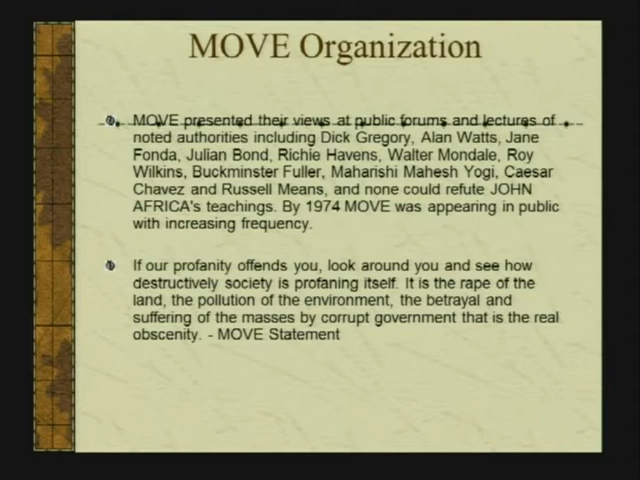 MOVE Organization
MOVE presented their views at public forums and lectures of
noted authorities including Dick Gregory, Alan Watts, Jane
Fonda, Julian Bond, Richie Havens, Walter Mondale, Roy
Wilkins, Buckminster Fuller, Maharishi Mahesh Yogi, Caesar
Chavez and Russell Means, and none could refute JOHN
AFRICA's teachings. By 1974 MOVE was appearing in public
with increasing frequency.
If our profanity offends you, look around you and see how
destructively society is profaning itself. It is the rape of the
land, the pollution of the environment, the betrayal and
suffering of the masses by corrupt government that is the real
obscenity. - MOVE Statement